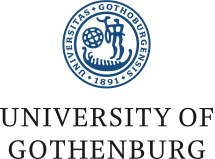 UNIVERSITAS · GOTHOBURGENSIS
· 1891 ·
UNIVERSITY OF
GOTHENBURG